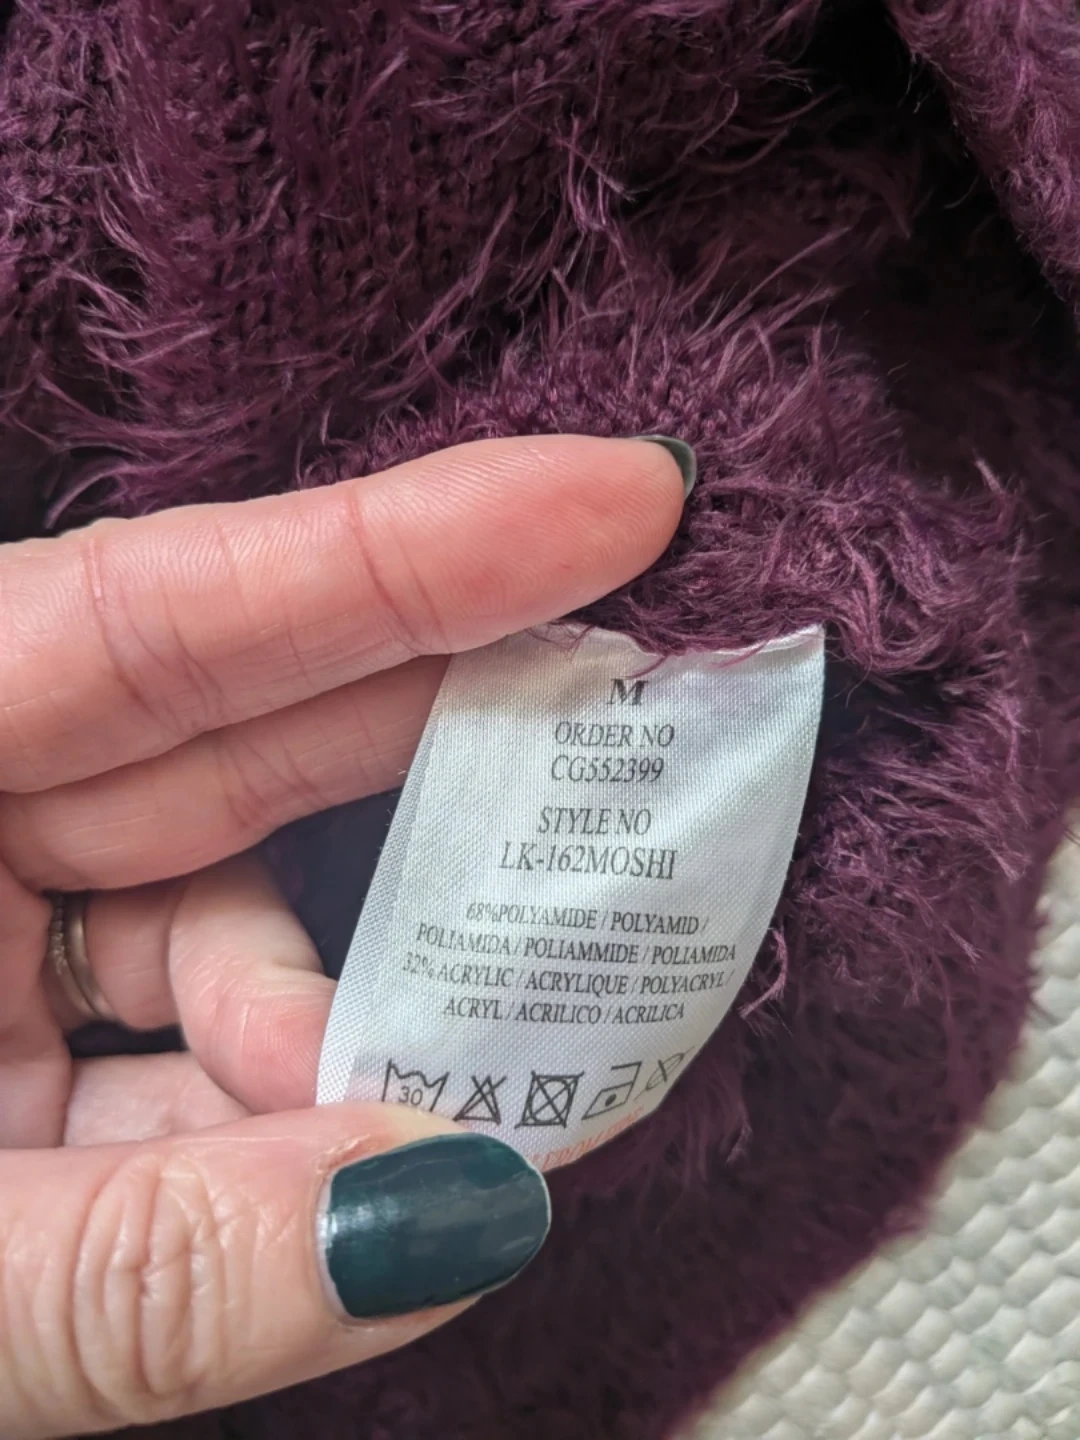 M
ORDER NO
CG552399
STYLE NO
LK-162MOSHI
68%POLYAMIDE / POLYAMID /
POLIAMIDA / POLIAMMIDE / POLIAMIDA
32% ACRYLIC / ACRYLIQUE / POLYACRYL /
ACRYL / ACRILICO / ACRILICA
30